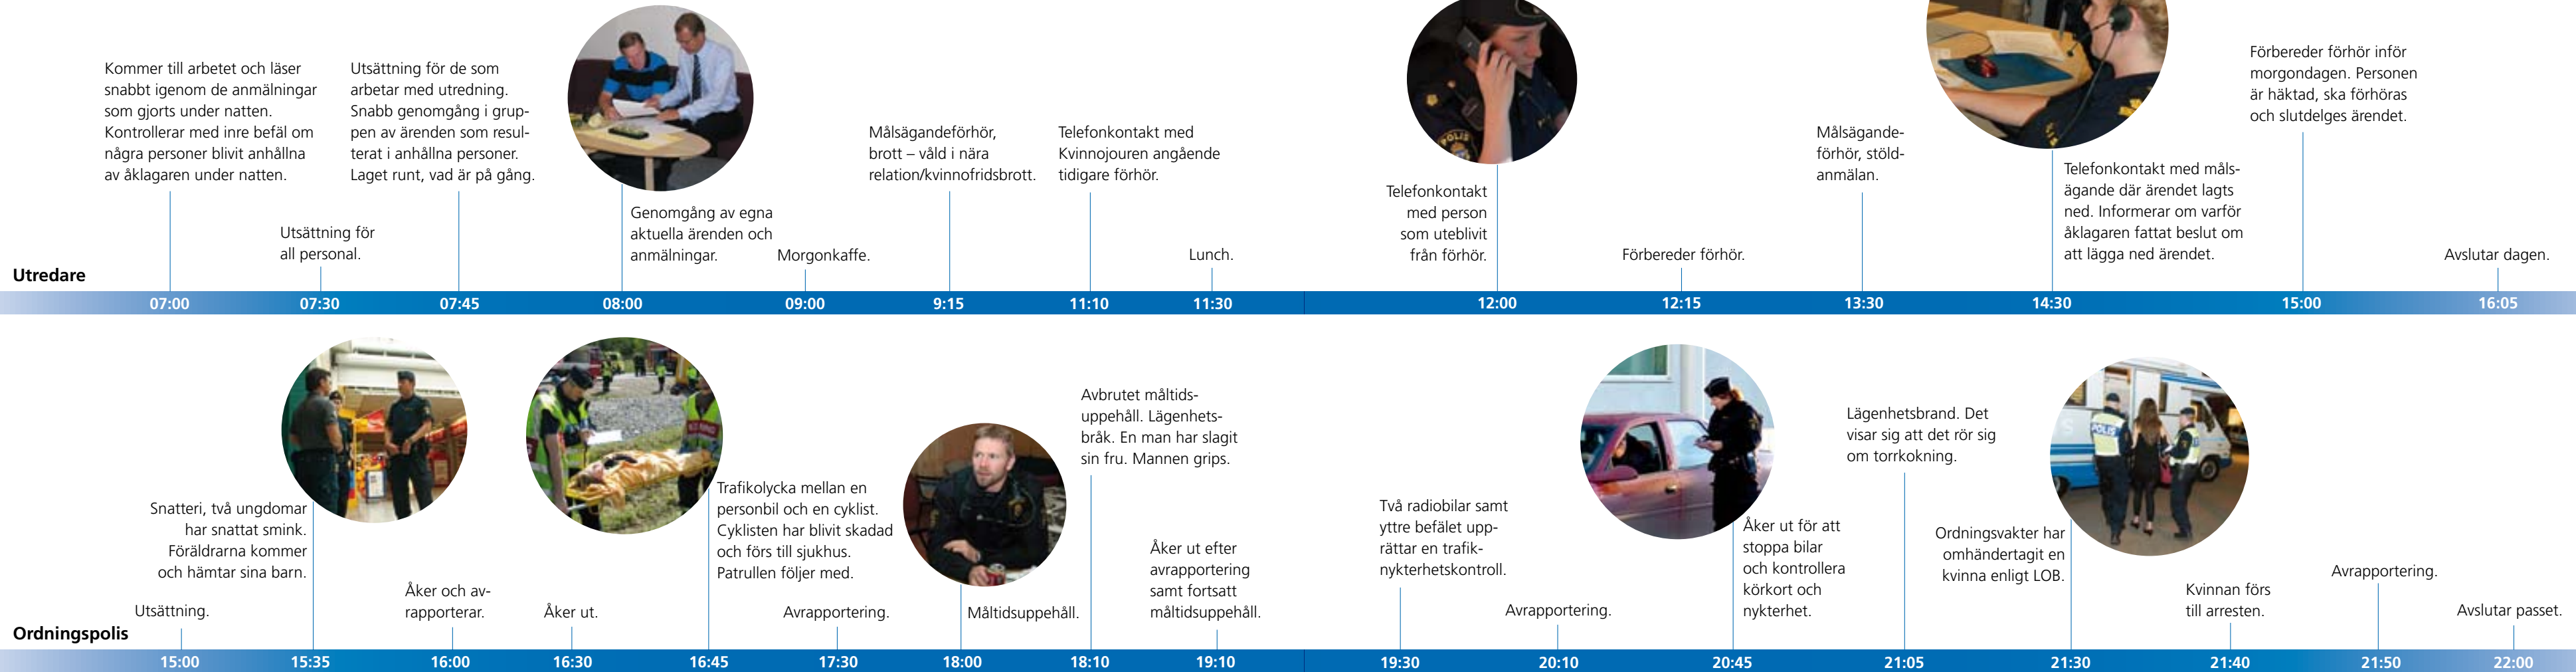 Kommer till arbetet och läser
snabbt igenom de anmälningar
som gjorts under natten.
Kontrollerar med inre befäl om
några personer blivit anhållna
av åklagaren under natten.
Utsättning för
all personal.
Utsättning för de som
arbetar med utredning.
Snabb genomgång i grup-
pen av ärenden som resul-
terat i anhållna personer.
Laget runt, vad är på gång.
Genomgång av egna
aktuella ärenden och
anmälningar.
Morgonkaffe.
Målsägandeförhör,
brott – våld i nära
relation/kvinnofridsbrott.
Telefonkontakt med
Kvinnojouren angående
tidigare förhör.
Lunch.
POLIS
Telefonkontakt
med person
som uteblivit
från förhör.
Förbereder förhör.
Målsägande-
förhör, stöld-
anmälan.
Telefonkontakt med måls-
ägande där ärendet lagts
ned. Informerar om varför
åklagaren fattat beslut om
att lägga ned ärendet.
Förbereder förhör inför
morgondagen. Personen
är häktad, ska förhöras
och slutdelges ärendet.
Avslutar dagen.
Utredare
07:00 07:30 07:45 08:00 09:00 9:15 11:10 11:30 12:00 12:15 13:30 14:30 15:00 16:05
Utsättning.
Snatteri, två ungdomar
har snattat smink.
Föräldrarna kommer
och hämtar sina barn.
Åker och av-
rapporterar.
Åker ut.
Trafikolycka mellan en
personbil och en cyklist.
Cyklisten har blivit skadad
och förs till sjukhus.
Patrullen följer med.
Avrapportering.
Måltidsuppehåll.
Avbrutet måltids-
uppehåll. Lägenhets-
bråk. En man har slagit
sin fru. Mannen grips.
Åker ut efter
avrapportering
samt fortsatt
måltidsuppehåll.
Två radiobilar samt
yttre befälet upp-
rättar en trafik-
nykterhetskontroll.
Avrapportering.
Åker ut för att
stoppa bilar
och kontrollera
körkort och
nykterhet.
Lägenhetsbrand. Det
visar sig att det rör sig
om torrkokning.
Ordningsvakter har
omhändertagit en
kvinna enligt LOB.
POLIS
Kvinnan förs
till arresten.
Avrapportering.
Avslutar passet.
Ordningspolis
15:00 15:35 16:00 16:30 16:45 17:30 18:00 18:10 19:10 19:30 20:10 20:45 21:05 21:30 21:40 21:50 22:00